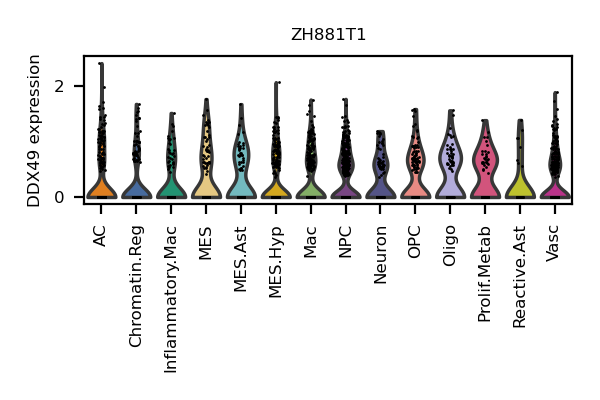 ZH881T1
DDX49 expression
2
0
AC
Chromatin.Reg
Inflammatory.Mac
MES
MES.Ast
MES.Hyp
Mac
NPC
Neuron
OPC
Oligo
Prolif.Metab
Reactive.Ast
Vasc